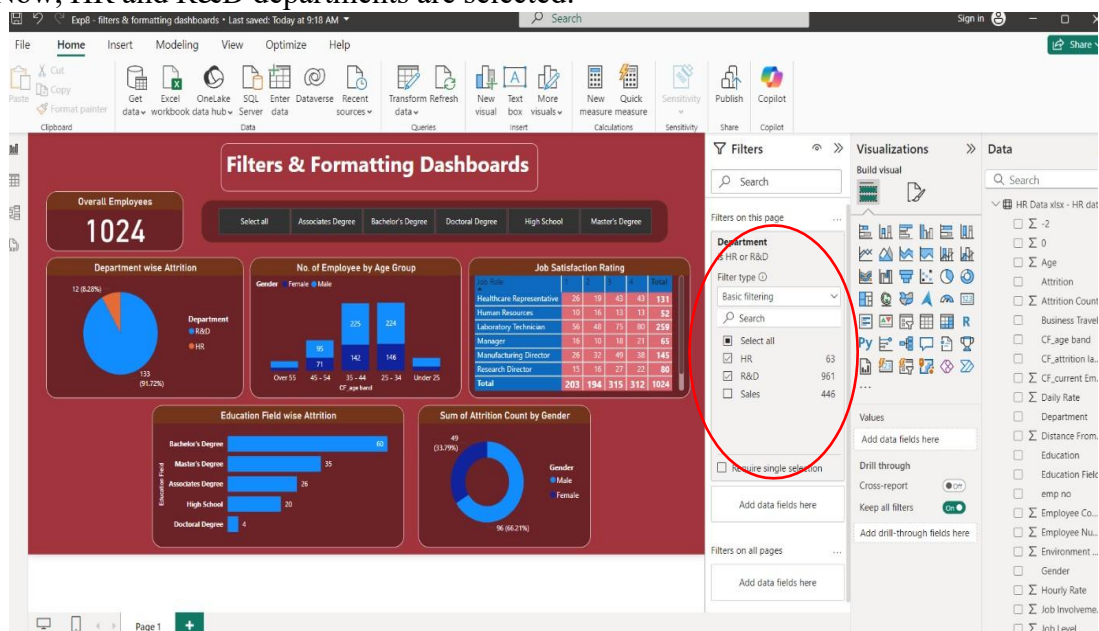 Now, HR and R&D departments are selected.
Exp8 - filters & formatting dashboards • Last saved: Today at 9:18 AM
Search
Sign in
File Home Insert Modeling View Optimize Help
Share
Paste
Cut
Copy
Format painter
Get data
Excel workbook
OneLake data hub
SQL Server
Enter data
Dataverse
Recent sources
Transform data
Refresh
New visual
Text box
More visuals
New measure
Quick measure
Sensitivity
Publish
Copilot
Clipboard Data Queries Insert Calculations Sensitivity Share Copilot
Filters & Formatting Dashboards
Overall Employees
1024
Select all Associates Degree Bachelor's Degree Doctoral Degree High School Master's Degree
Department wise Attrition
12 (8.28%)
133
(91.72%)
Department
R&D
HR
No. of Employee by Age Group
Gender Female Male
225 224
95
71 142 146
Over 55 45 - 54 35 - 44 25 - 34 Under 25
CF_age band
Job Satisfaction Rating
Job Role 1 2 3 4 Total
Healthcare Representative 26 19 43 43 131
Human Resources 10 16 13 13 52
Laboratory Technician 56 48 75 80 259
Manager 16 10 18 21 65
Manufacturing Director 26 32 49 38 145
Research Director 15 16 27 22 80
Total 203 194 315 312 1024
Education Field wise Attrition
Education Field
Bachelor's Degree 60
Master's Degree 35
Associates Degree 26
High School 20
Doctoral Degree 4
Sum of Attrition Count by Gender
49
(33.79%)
96 (66.21%)
Gender
Male
Female
Filters
Search
Filters on this page
...
Department
is HR or R&D
Filter type
Basic filtering
Search
Select all
HR 63
R&D 961
Sales 446
Require single selection
Add data fields here
Filters on all pages
...
Add data fields here
Visualizations
Build visual
R
Py
...
Values
Add data fields here
Drill through
Cross-report Off
Keep all filters On
Add drill-through fields here
Data
Search
HR Data xlsx - HR dat
Σ -2
Σ 0
Σ Age
Attrition
Σ Attrition Count
Business Travel
CF_age band
CF_attrition la...
Σ CF_current Em...
Σ Daily Rate
Department
Σ Distance From...
Education
Education Field
emp no
Σ Employee Co...
Σ Employee Nu...
Σ Environment ...
Gender
Σ Hourly Rate
Σ Job Involveme...
Σ Job Level
Page 1
+